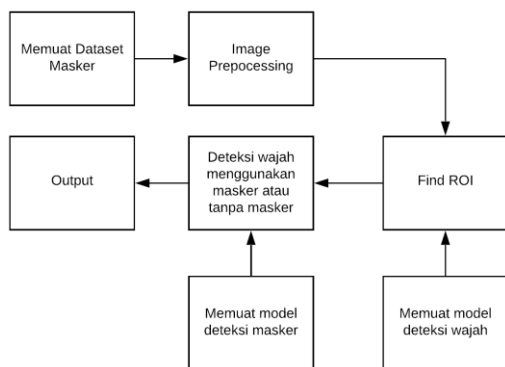 Memuat Dataset
Masker
Image
Prepocessing
Output
Deteksi wajah
menggunakan
masker atau
tanpa masker
Find ROI
Memuat model
deteksi masker
Memuat model
deteksi wajah